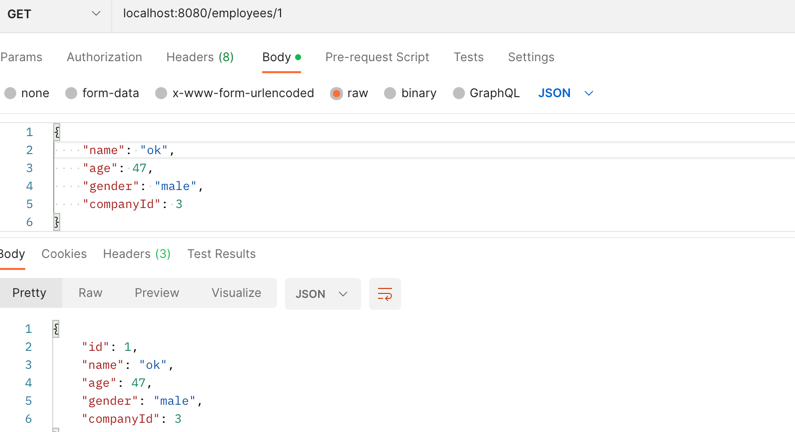 GET localhost:8080/employees/1
Params Authorization Headers (8) Body Pre-request Script Tests Settings
none form-data x-www-form-urlencoded raw binary GraphQL JSON
1 {
2 "name": "ok",
3 "age": 47,
4 "gender": "male",
5 "companyId": 3
6 }
Body Cookies Headers (3) Test Results
Pretty Raw Preview Visualize JSON
1 {
2 "id": 1,
3 "name": "ok",
4 "age": 47,
5 "gender": "male",
6 "companyId": 3